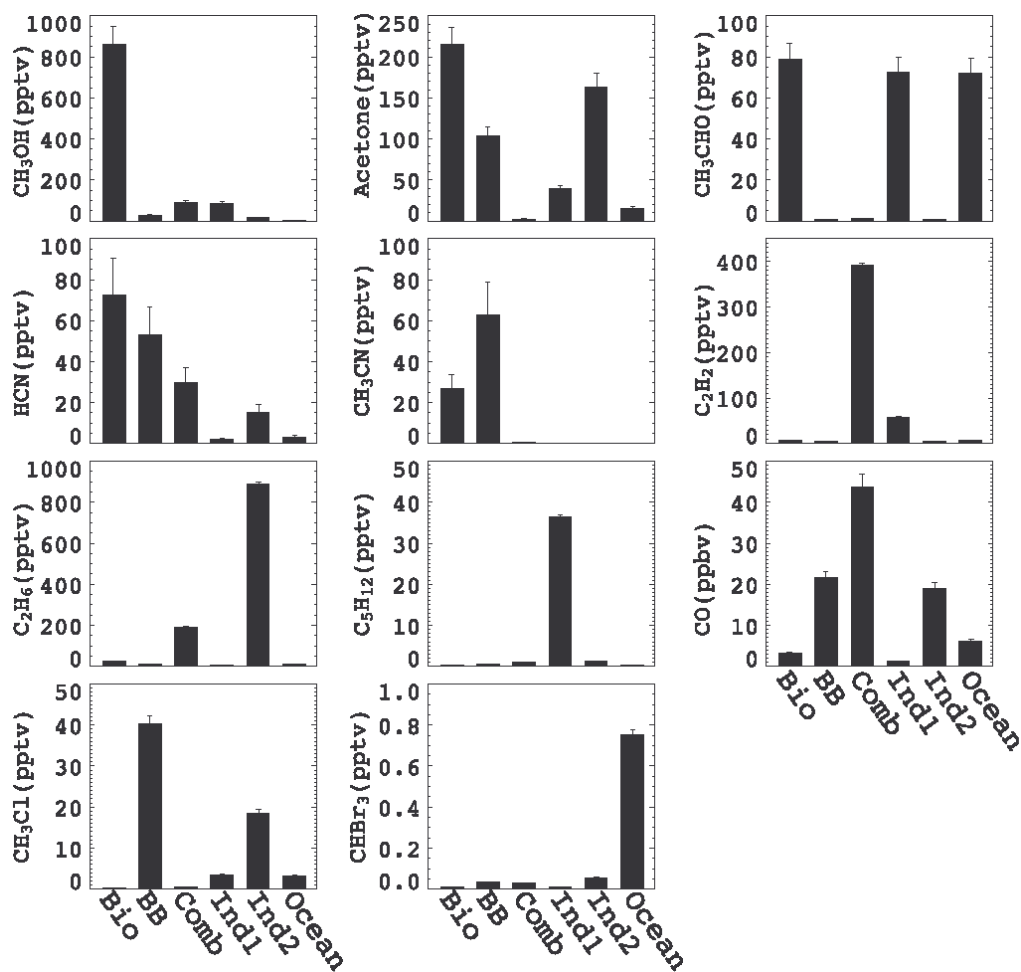 CH₃OH(pptv)
1000
800
600
400
200
0
Acetone(pptv)
250
200
150
100
50
0
CH₃CHO(pptv)
100
80
60
40
20
0
HCN(pptv)
100
80
60
40
20
0
CH₃CN(pptv)
100
80
60
40
20
0
C₂H₂(pptv)
400
300
200
100
0
C₂H₆(pptv)
1000
800
600
400
200
0
C₅H₁₂(pptv)
50
40
30
20
10
0
CO(ppbv)
50
40
30
20
10
0
Bio
BB
Comb
Ind1
Ind2
Ocean
CH₃Cl(pptv)
50
40
30
20
10
0
Bio
BB
Comb
Ind1
Ind2
Ocean
CHBr₃(pptv)
1.0
0.8
0.6
0.4
0.2
0.0
Bio
BB
Comb
Ind1
Ind2
Ocean